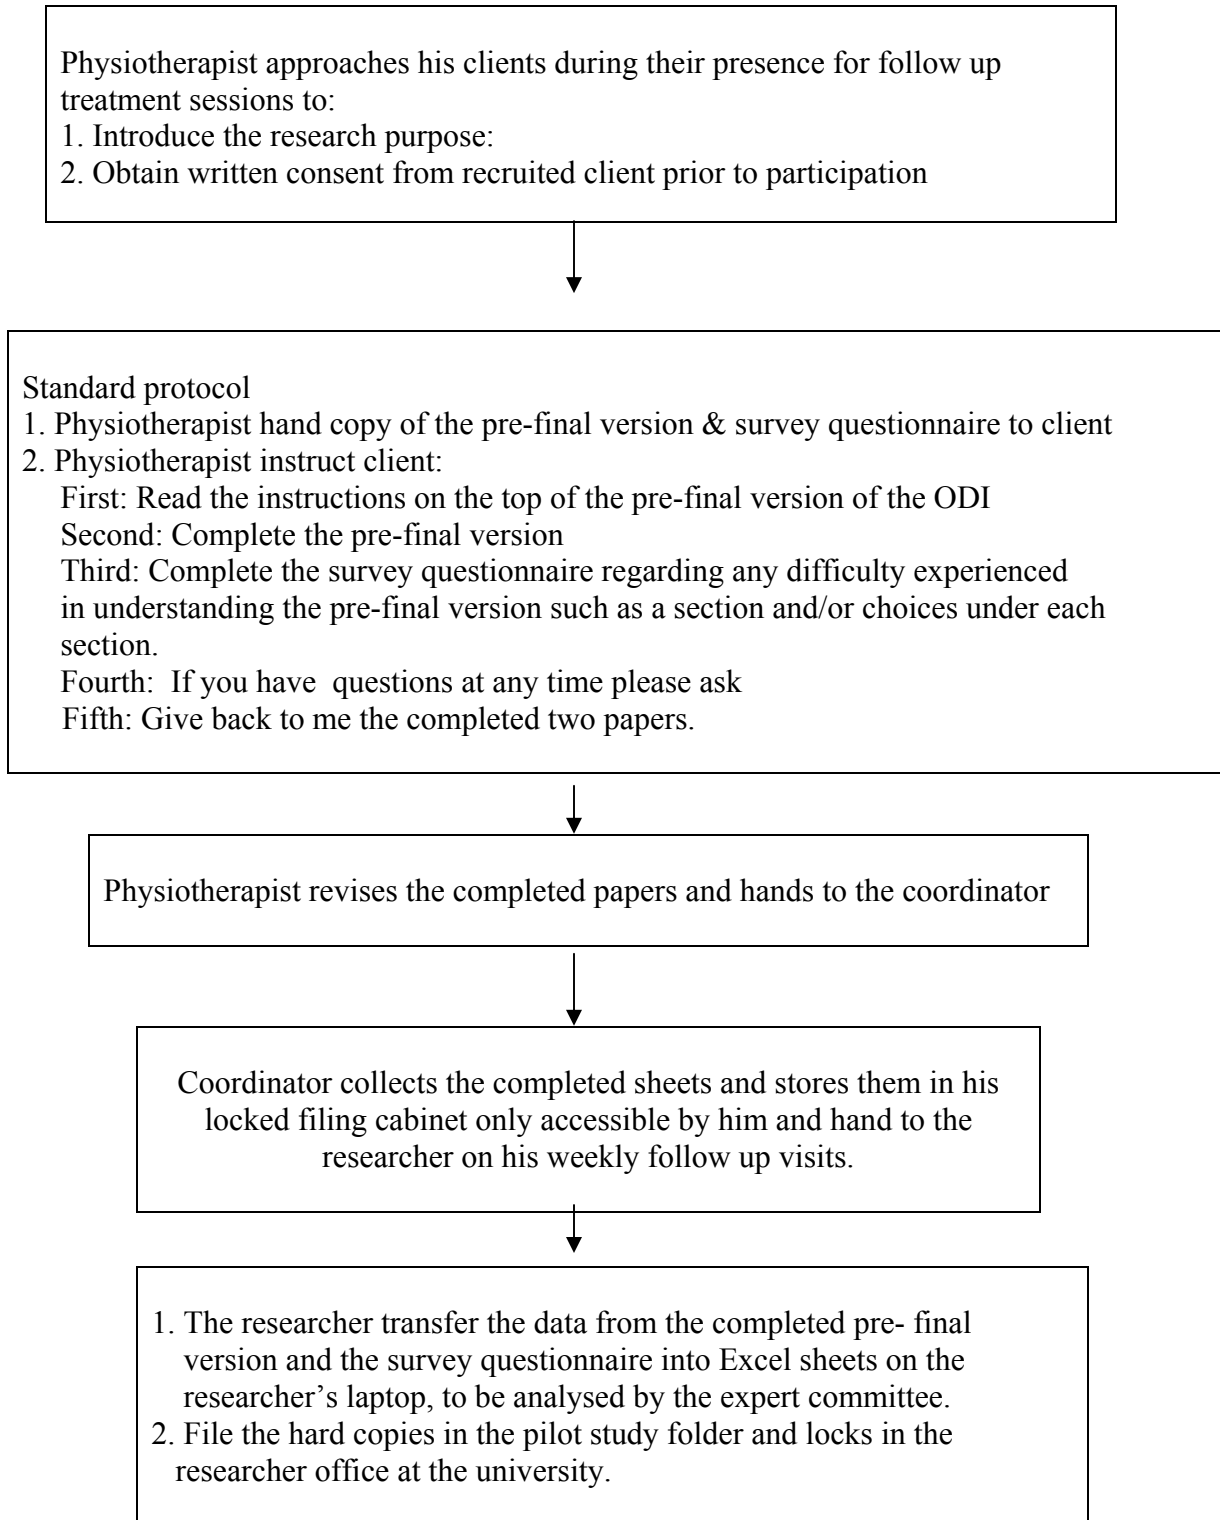 Physiotherapist approaches his clients during their presence for follow up
treatment sessions to:
1. Introduce the research purpose:
2. Obtain written consent from recruited client prior to participation
Standard protocol
1. Physiotherapist hand copy of the pre-final version & survey questionnaire to client
2. Physiotherapist instruct client:
First: Read the instructions on the top of the pre-final version of the ODI
Second: Complete the pre-final version
Third: Complete the survey questionnaire regarding any difficulty experienced
in understanding the pre-final version such as a section and/or choices under each
section.
Fourth: If you have questions at any time please ask
Fifth: Give back to me the completed two papers.
Physiotherapist revises the completed papers and hands to the coordinator
Coordinator collects the completed sheets and stores them in his
locked filing cabinet only accessible by him and hand to the
researcher on his weekly follow up visits.
1. The researcher transfer the data from the completed pre- final
version and the survey questionnaire into Excel sheets on the
researcher’s laptop, to be analysed by the expert committee.
2. File the hard copies in the pilot study folder and locks in the
researcher office at the university.